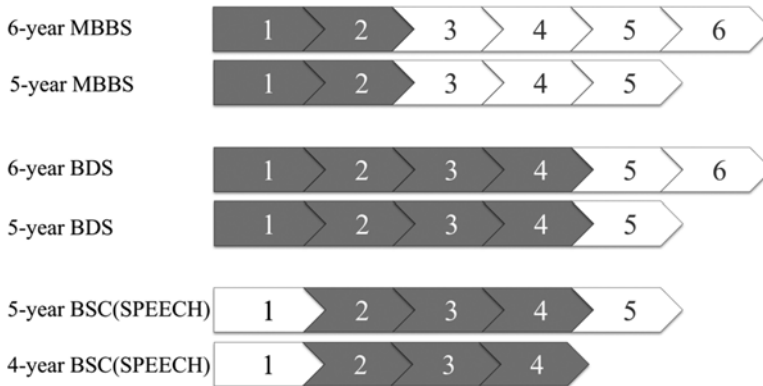 6-year MBBS 1 2 3 4 5 6
5-year MBBS 1 2 3 4 5
6-year BDS 1 2 3 4 5 6
5-year BDS 1 2 3 4 5
5-year BSC(SPEECH) 1 2 3 4 5
4-year BSC(SPEECH) 1 2 3 4